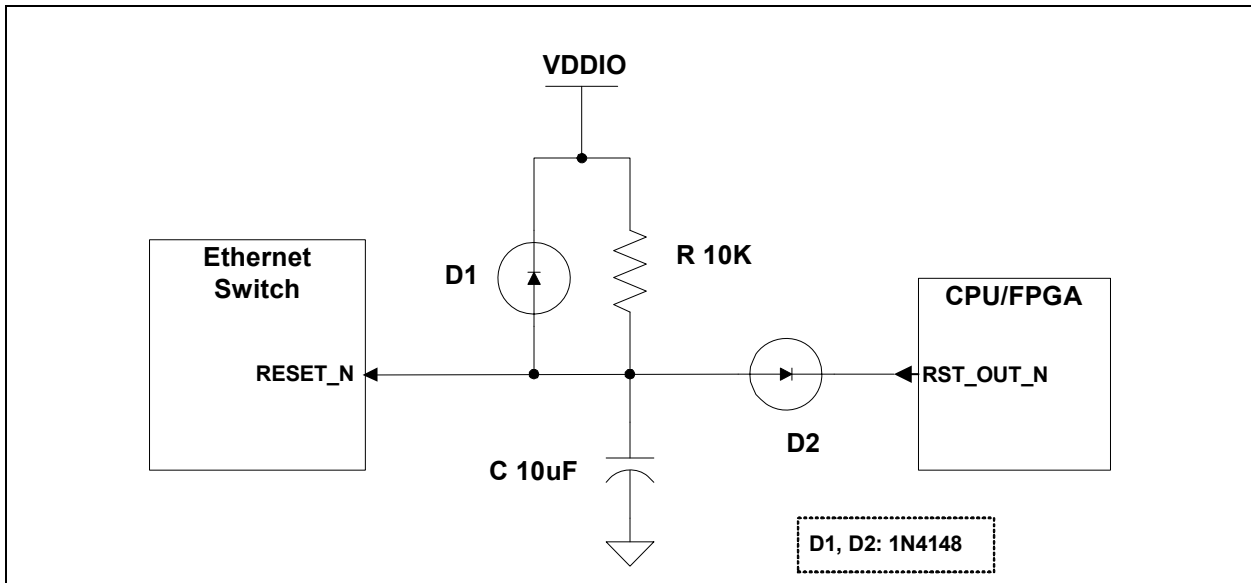 VDDIO
Ethernet
Switch
D1
R 10K
CPU/FPGA
RESET_N
RST_OUT_N
D2
C 10uF
D1, D2: 1N4148